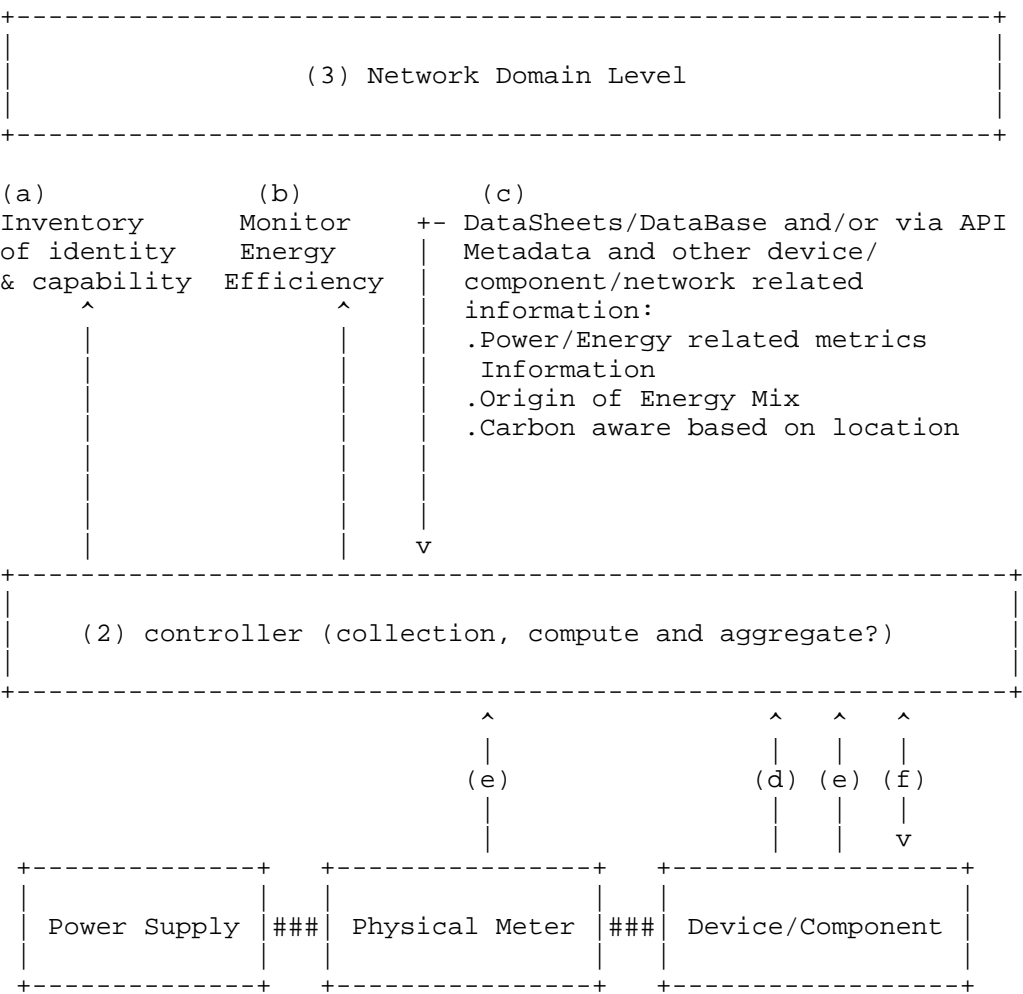 (3) Network Domain Level
(a) (b) (c)
Inventory Monitor +- DataSheets/DataBase and/or via API
of identity Energy | Metadata and other device/
& capability Efficiency | component/network related
^ ^ | information:
| | | .Power/Energy related metrics
| | | Information
| | | .Origin of Energy Mix
| | | .Carbon aware based on location
v
(2) controller (collection, compute and aggregate?)
^ ^ ^ ^
(e) (d) (e) (f)
v
Power Supply |###| Physical Meter |###| Device/Component